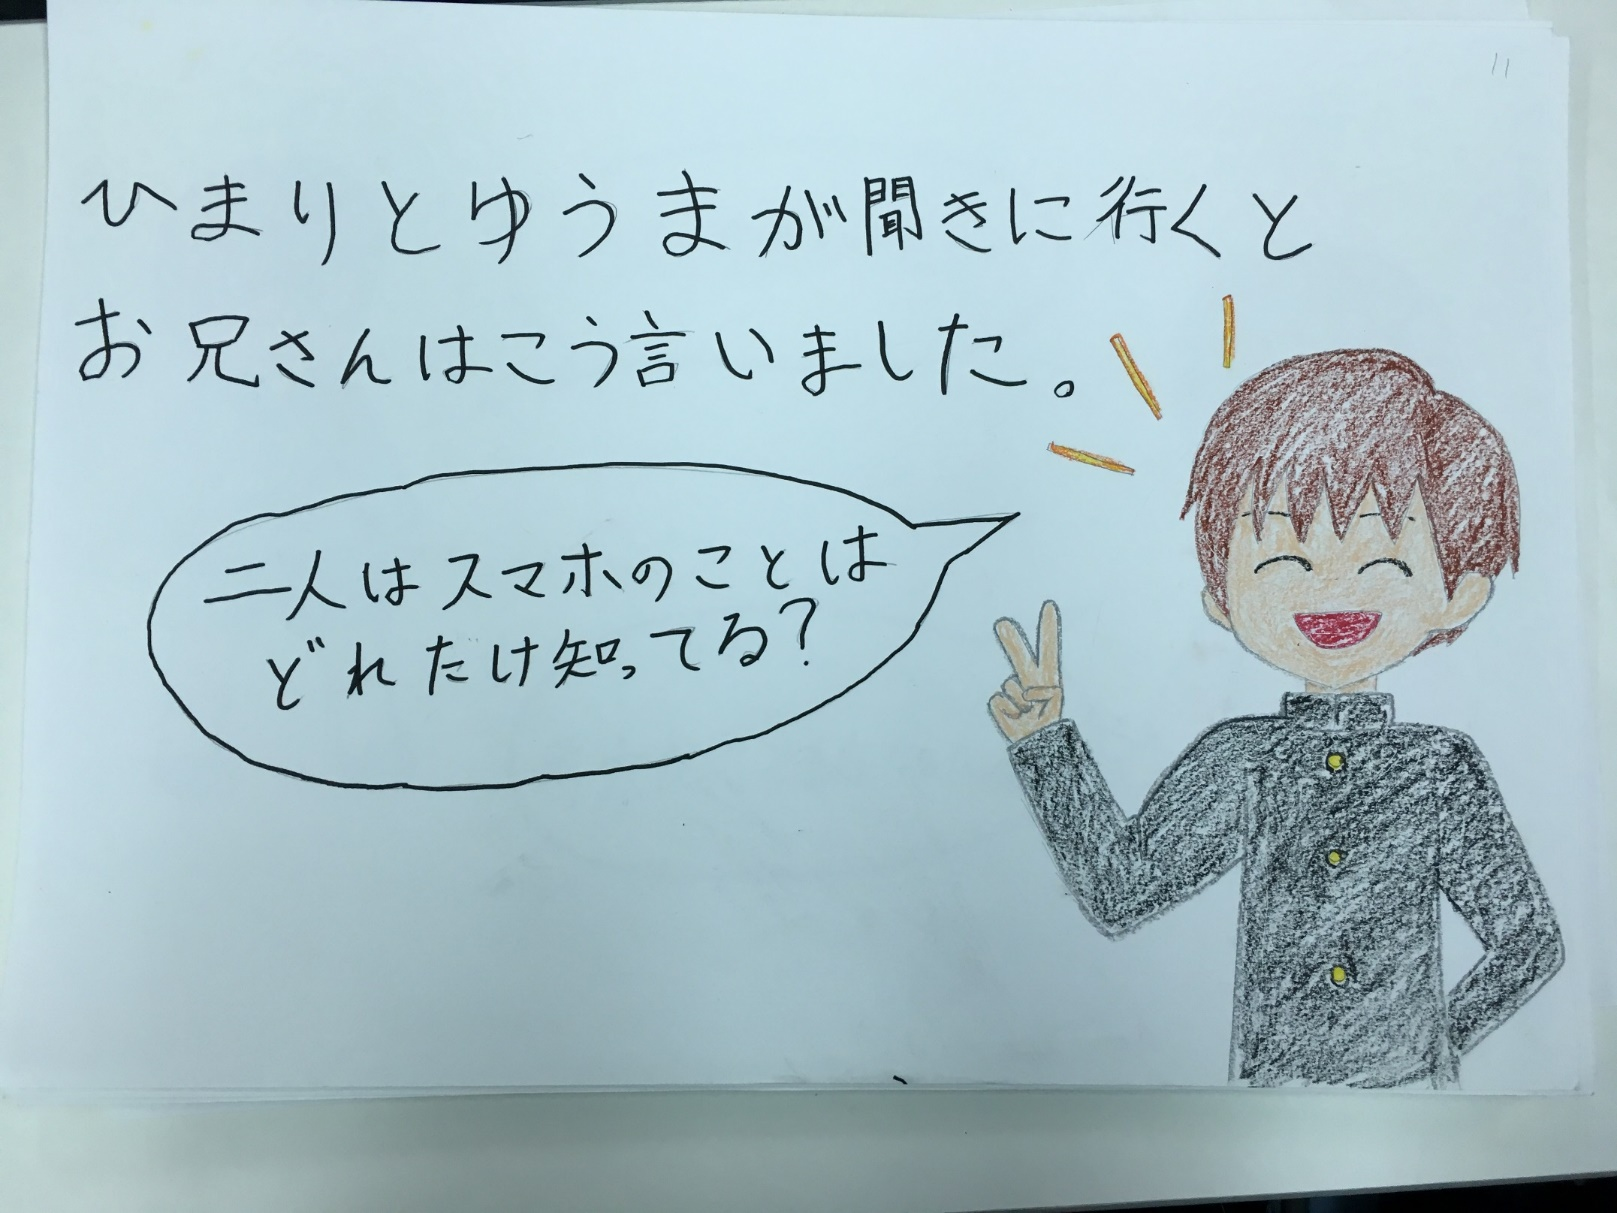 11
ひまりとゆうまが聞きに行くと
お兄さんはこう言いました。
二人はスマホのことは
どれだけ知ってる?